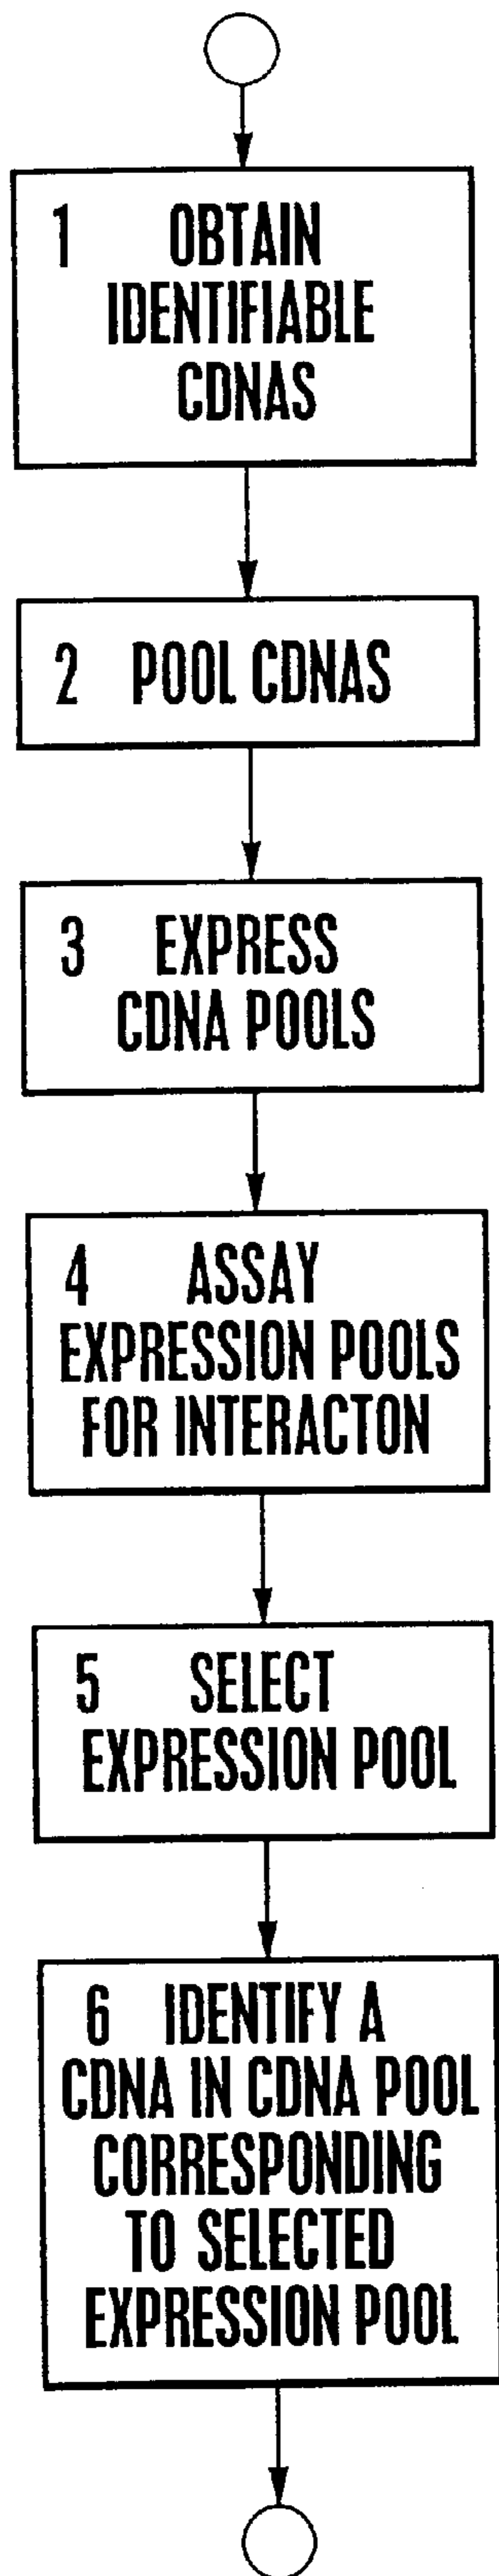 1 OBTAIN
IDENTIFIABLE
CDNAS
2 POOL CDNAS
3 EXPRESS
CDNA POOLS
4 ASSAY
EXPRESSION POOLS
FOR INTERACTON
5 SELECT
EXPRESSION POOL
6 IDENTIFY A
CDNA IN CDNA POOL
CORRESPONDING
TO SELECTED
EXPRESSION POOL